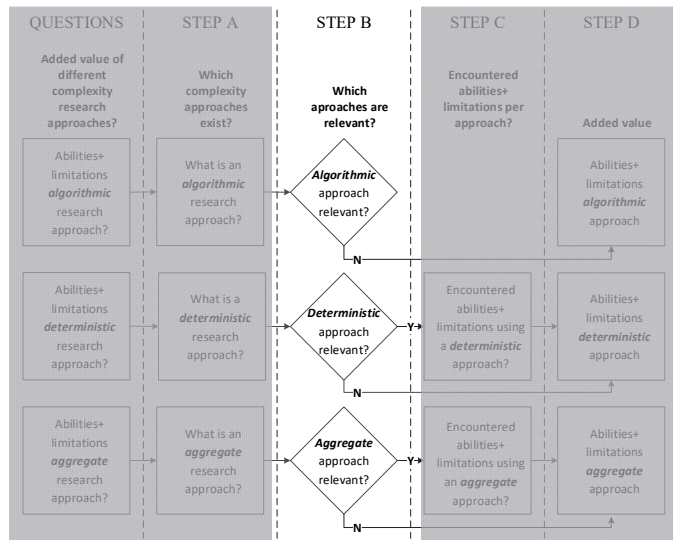 QUESTIONS
STEP A
STEP B
STEP C
STEP D
Added value of
different
complexity
research
approaches?
Which
complexity
approaches
exist?
Which
aproaches are
relevant?
Encountered
abilities+
limitations per
approach?
Added value
Abilities+
limitations
algorithmic
research
approach?
What is an
algorithmic
research
approach?
Algorithmic
approach
relevant?
Abilities+
limitations
algorithmic
approach
N
Abilities+
limitations
deterministic
research
approach?
What is a
deterministic
research
approach?
Deterministic
approach
relevant?
Y
Encountered
abilities+
limitations using
a deterministic
approach?
Abilities+
limitations
deterministic
approach
N
Abilities+
limitations
aggregate
research
approach?
What is an
aggregate
research
approach?
Aggregate
approach
relevant?
Y
Encountered
abilities+
limitations using
an aggregate
approach?
Abilities+
limitations
aggregate
approach
N